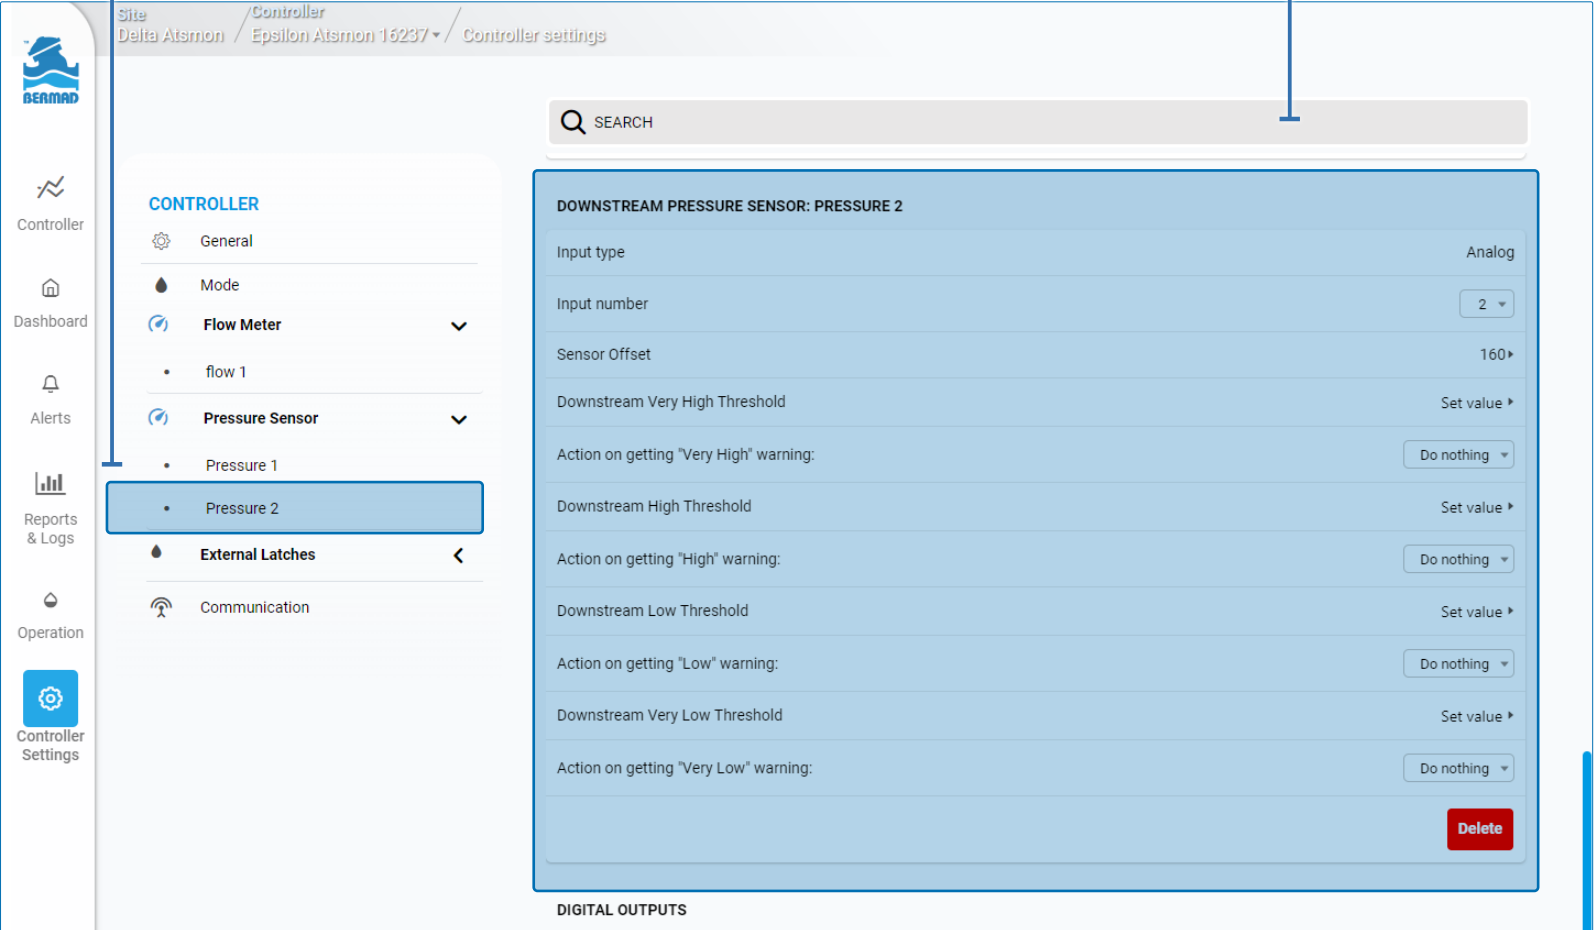 Site
Controller
Delta Atsmon / Epsilon Atsmon 16237 / Controller settings
BERMAD
SEARCH
Controller
Dashboard
Alerts
Reports
& Logs
Operation
Controller
Settings
CONTROLLER
General
Mode
Flow Meter
flow 1
Pressure Sensor
Pressure 1
Pressure 2
External Latches
Communication
DOWNSTREAM PRESSURE SENSOR: PRESSURE 2
Input type Analog
Input number 2
Sensor Offset 160
Downstream Very High Threshold Set value
Action on getting "Very High" warning: Do nothing
Downstream High Threshold Set value
Action on getting "High" warning: Do nothing
Downstream Low Threshold Set value
Action on getting "Low" warning: Do nothing
Downstream Very Low Threshold Set value
Action on getting "Very Low" warning: Do nothing
Delete
DIGITAL OUTPUTS